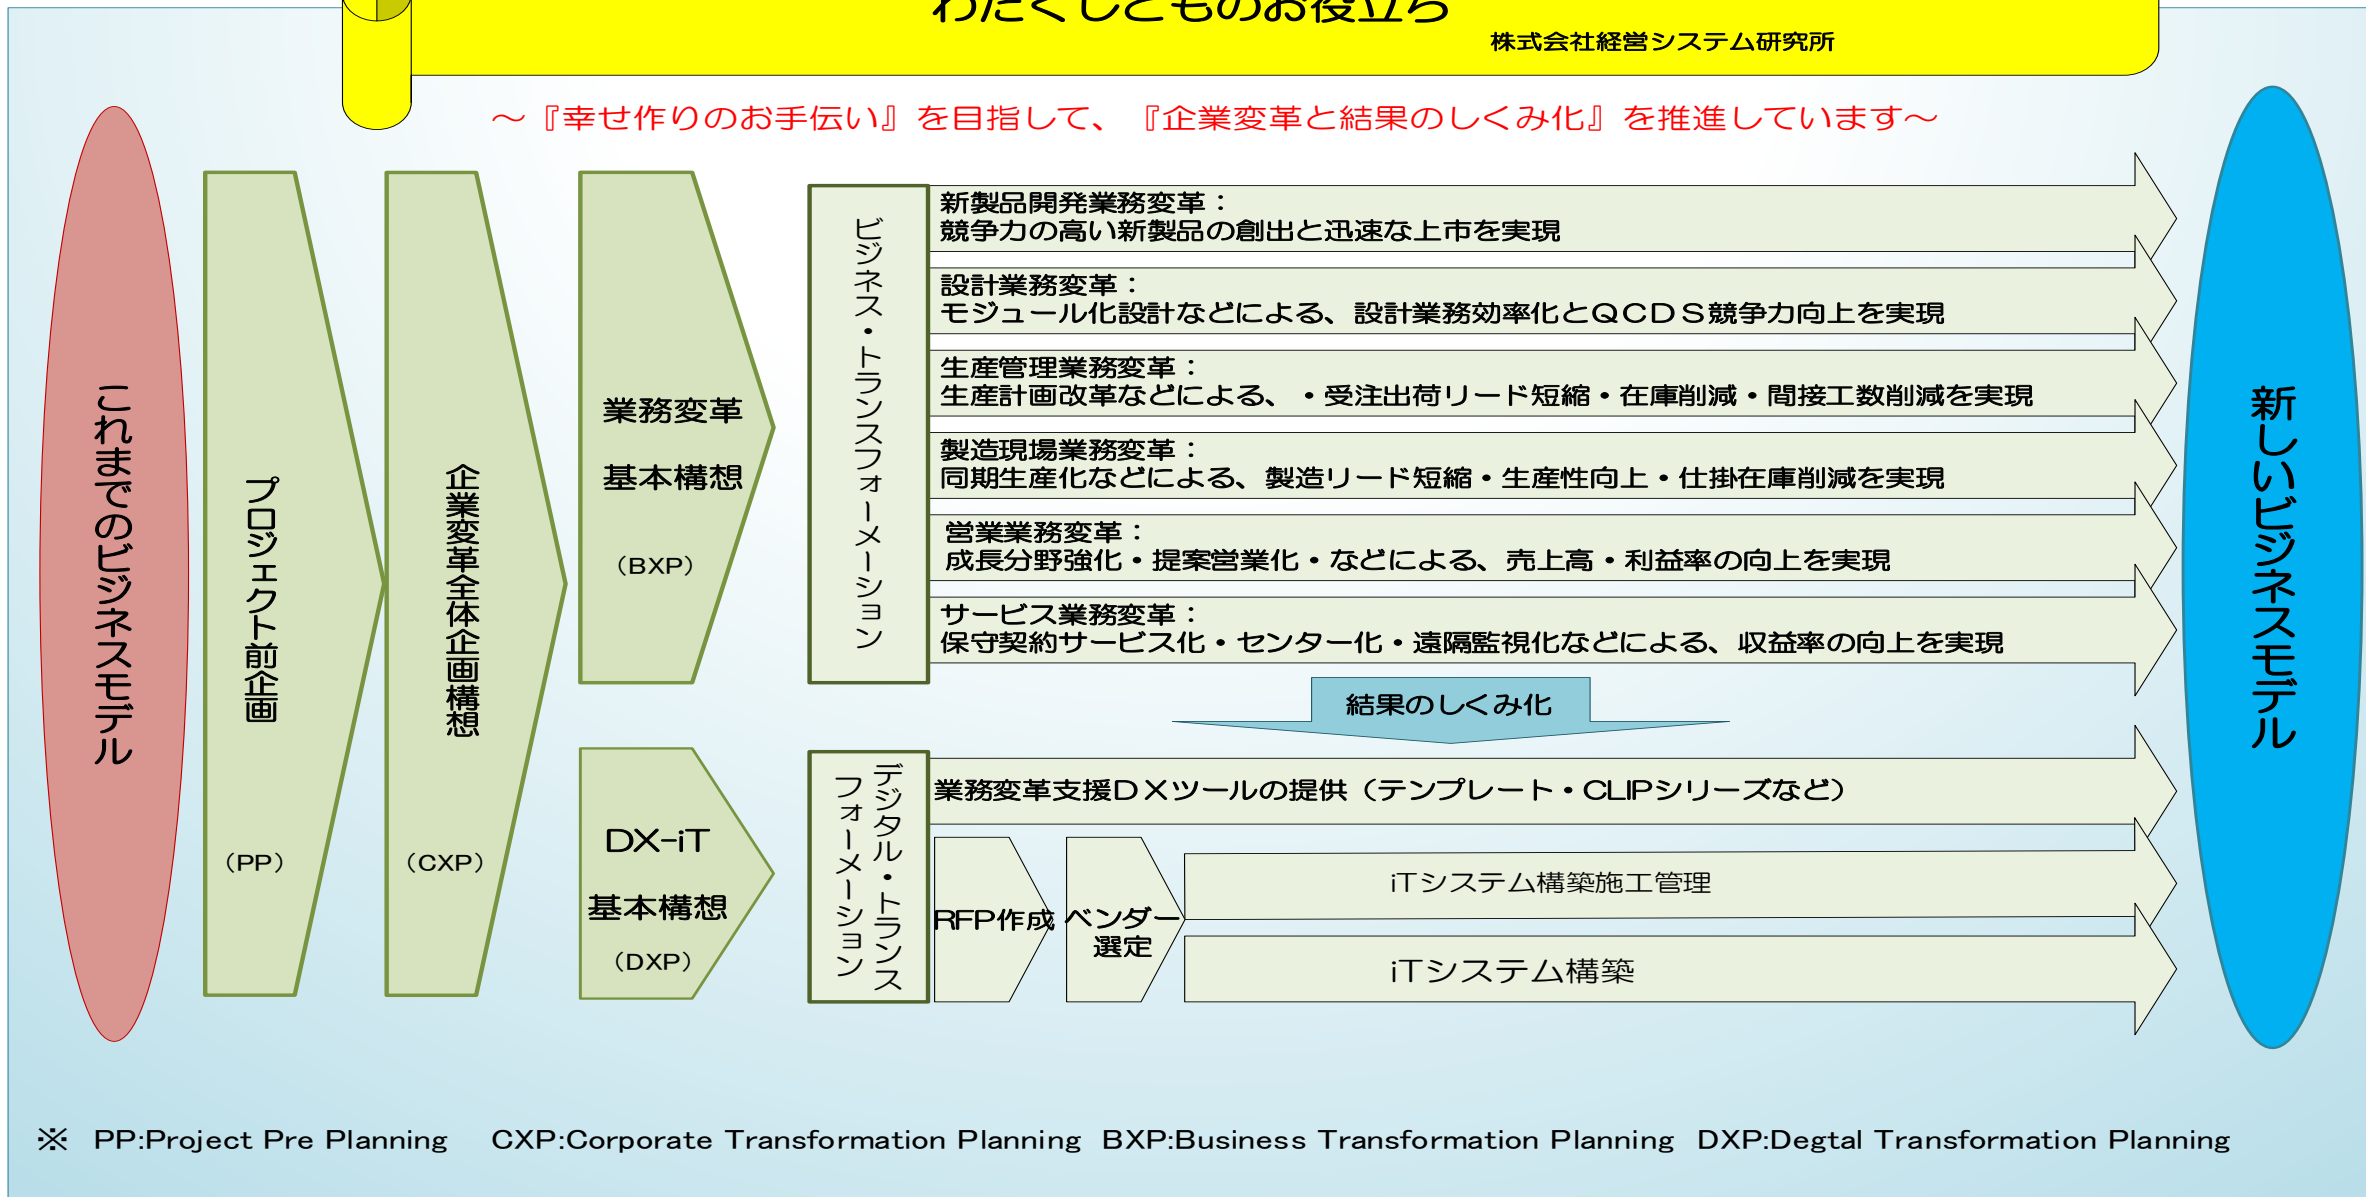 わたくしどものお役立ち
株式会社経営システム研究所
～『幸せ作りのお手伝い』を目指して、『企業変革と結果のしくみ化』を推進しています～
これまでのビジネスモデル
プロジェクト前企画
（PP）
企業変革全体企画構想
（CXP）
業務変革
基本構想
（BXP）
ビジネス・トランスフォーメーション
新製品開発業務変革：
競争力の高い新製品の創出と迅速な上市を実現
設計業務変革：
モジュール化設計などによる、設計業務効率化とＱＣＤＳ競争力向上を実現
生産管理業務変革：
生産計画改革などによる、・受注出荷リード短縮・在庫削減・間接工数削減を実現
製造現場業務変革：
同期生産化などによる、製造リード短縮・生産性向上・仕掛在庫削減を実現
営業業務変革：
成長分野強化・提案営業化・などによる、売上高・利益率の向上を実現
サービス業務変革：
保守契約サービス化・センター化・遠隔監視化などによる、収益率の向上を実現
結果のしくみ化
DX-iT
基本構想
（DXP）
デジタル・トランス
フォーメーション
業務変革支援ＤＸツールの提供（テンプレート・CLIPシリーズなど）
RFP作成
ベンダー
選定
iTシステム構築施工管理
iTシステム構築
新しいビジネスモデル
※ PP:Project Pre Planning CXP:Corporate Transformation Planning BXP:Business Transformation Planning DXP:Degtal Transformation Planning